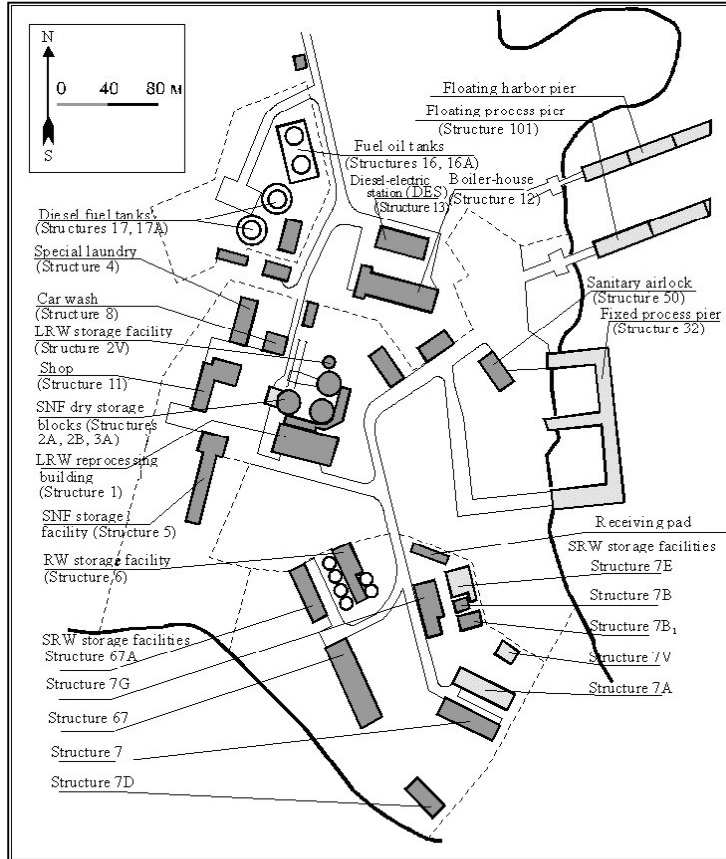 N
0 40 80 м
S
Floating harbor pier
Floating process pier
(Structure 101)
Fuel oil tanks
(Structures 16, 16A)
Diesel-electric
station (DES)
(Structure 13)
Boiler-house
(Structure 12)
Diesel fuel tanks
(Structures 17, 17A)
Special laundry
(Structure 4)
Car wash
(Structure 8)
LRW storage facility
(Structure 2V)
Shop
(Structure 11)
SNF dry storage
blocks (Structures
2A, 2B, 3A)
LRW reprocessing
building
(Structure 1)
SNF storage
facility (Structure 5)
RW storage facility
(Structure 6)
Sanitary airlock
(Structure 50)
Fixed process pier
(Structure 32)
Receiving pad
SRW storage facilities
Structure 7E
Structure 7B
Structure 7B₁
Structure 7V
Structure 7A
SRW storage facilities
Structure 67A
Structure 7G
Structure 67
Structure 7
Structure 7D